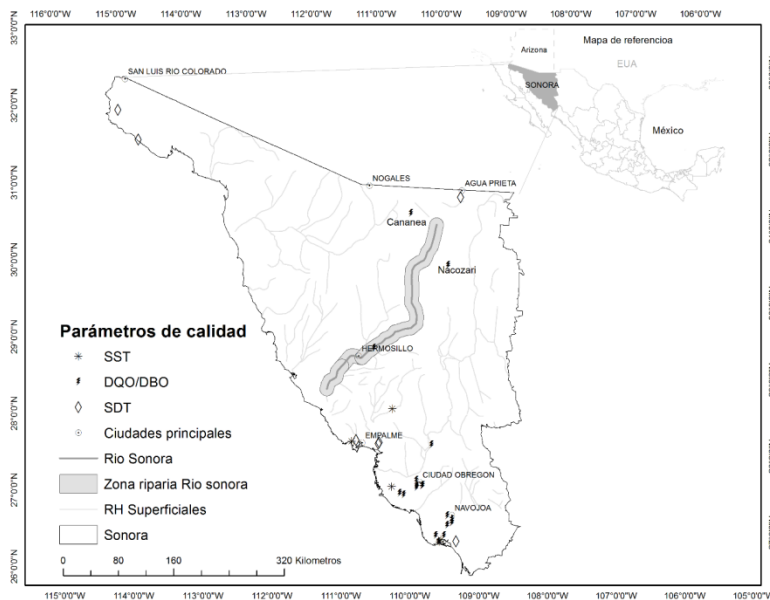 116°0'0"W 115°0'0"W 114°0'0"W 113°0'0"W 112°0'0"W 111°0'0"W 110°0'0"W 109°0'0"W 108°0'0"W 107°0'0"W 106°0'0"W
33°0'0"N
32°0'0"N
31°0'0"N
30°0'0"N
29°0'0"N
28°0'0"N
27°0'0"N
26°0'0"N
Arizona
Mapa de referencioa
EUA
SONORA
México
SAN LUIS RIO COLORADO
NOGALES
AGUA PRIETA
Cananea
Nacozari
HERMOSILLO
EMPALME
CIUDAD OBREGON
NAVOJOA
Parámetros de calidad
SST
DQO/DBO
SDT
Ciudades principales
Rio Sonora
Zona riparia Rio sonora
RH Superficiales
Sonora
0 80 160 320 Kilometros
115°0'0"W 114°0'0"W 113°0'0"W 112°0'0"W 111°0'0"W 110°0'0"W 109°0'0"W 108°0'0"W 107°0'0"W 106°0'0"W 105°0'0"W